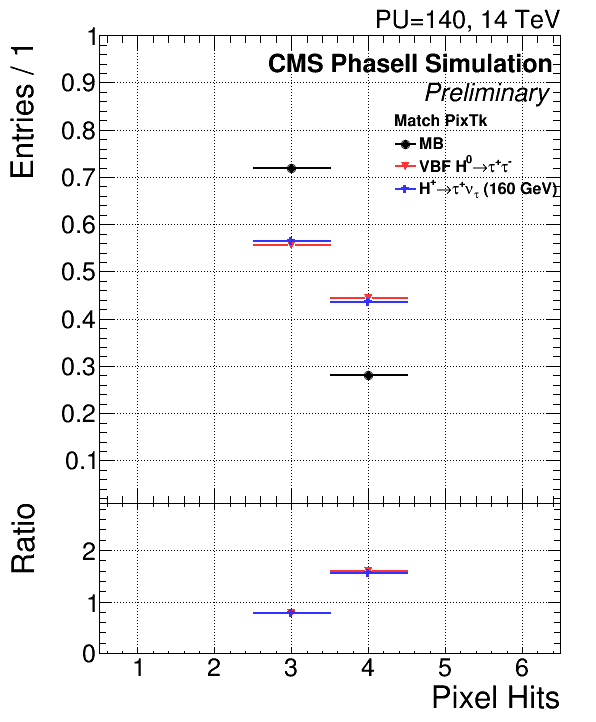 PU=140, 14 TeV
Entries / 1
1
0.9
0.8
0.7
0.6
0.5
0.4
0.3
0.2
0.1
CMS PhaseII Simulation
Preliminary
Match PixTk
MB
VBF H⁰→τ⁺τ⁻
H⁺→τ⁺ντ (160 GeV)
Ratio
2
1
0
1 2 3 4 5 6
Pixel Hits